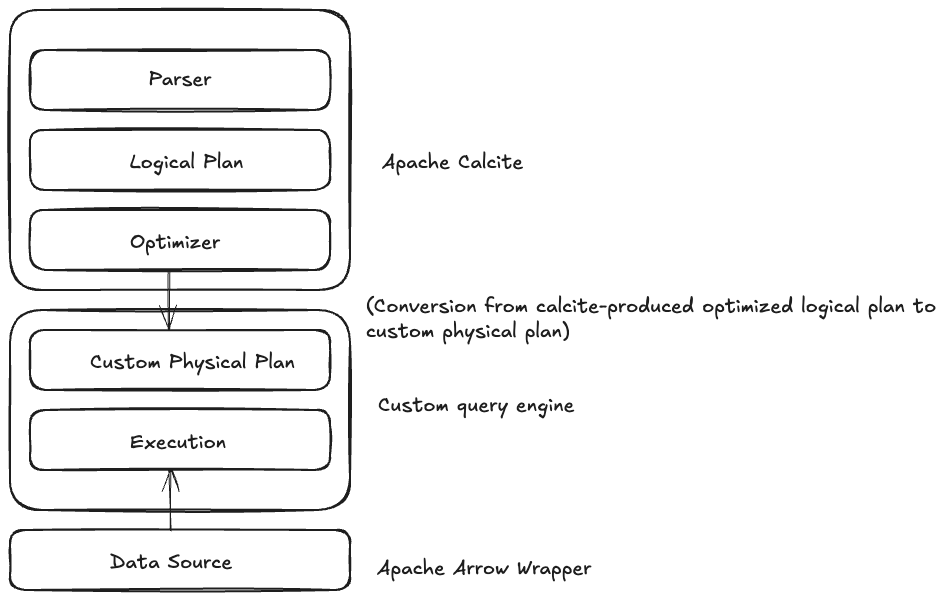 Parser
Logical Plan
Apache Calcite
Optimizer
(Conversion from calcite-produced optimized logical plan to
custom physical plan)
Custom Physical Plan
Custom query engine
Execution
Data Source
Apache Arrow Wrapper